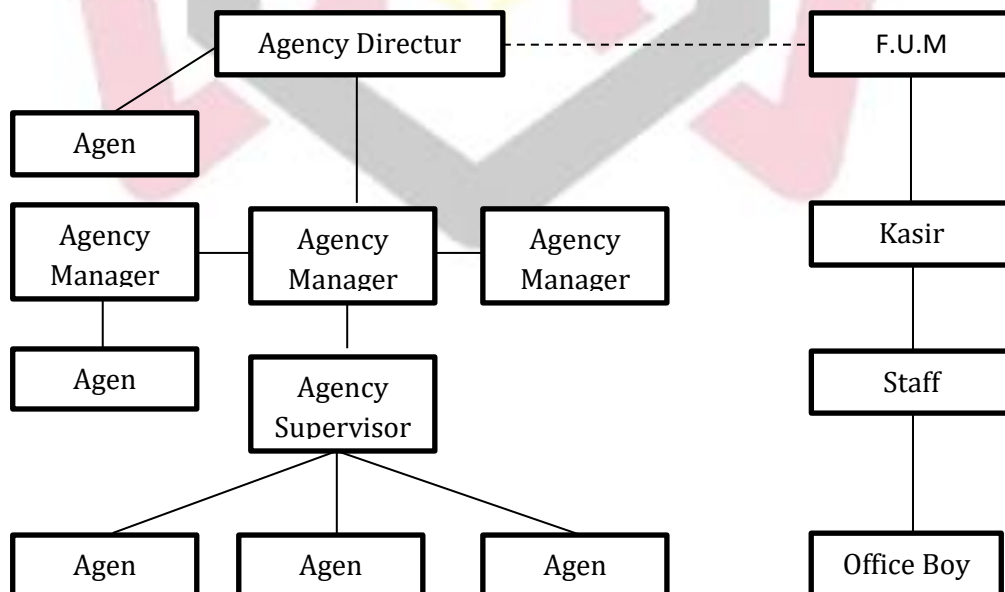 Agency Directur
F.U.M
Agen
Agency
Manager
Agency
Manager
Agency
Manager
Kasir
Agen
Agency
Supervisor
Staff
Agen
Agen
Agen
Office Boy